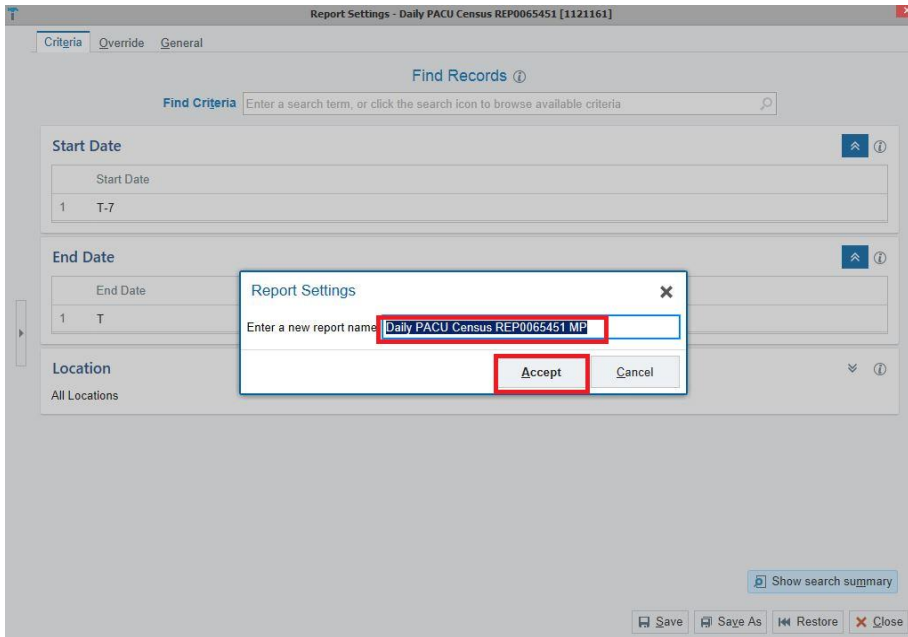 Report Settings - Daily PACU Census REP0065451 [1121161]
Criteria Override General
Find Records
Find Criteria Enter a search term, or click the search icon to browse available criteria
Start Date
Start Date
1 T-7
End Date
End Date
1 T
Report Settings
Enter a new report name Daily PACU Census REP0065451 MP
Accept Cancel
Location
All Locations
Show search summary
Save Save As Restore Close